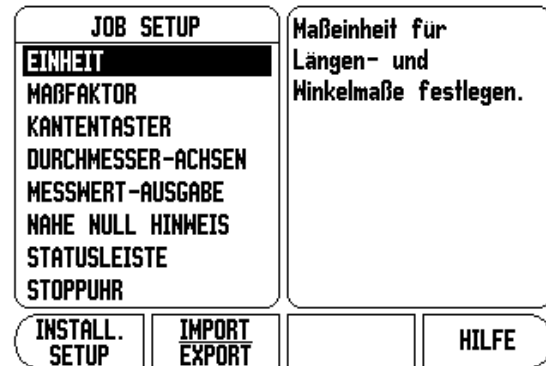 JOB SETUP
EINHEIT
MAßFAKTOR
KANTENTASTER
DURCHMESSER-ACHSEN
MESSWERT-AUSGABE
NAHE NULL HINWEIS
STATUSLEISTE
STOPPUHR
Maßeinheit für
Längen- und
Winkelmaße festlegen.
INSTALL.
SETUP
IMPORT
EXPORT
HILFE